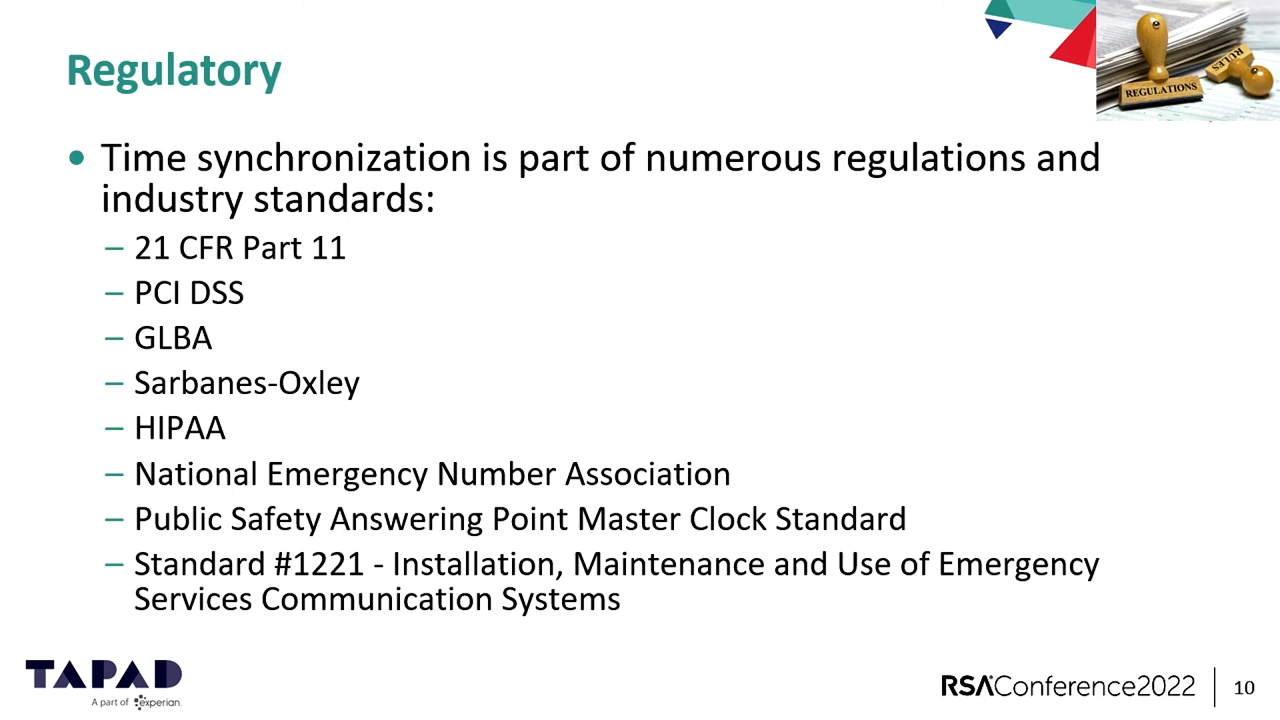 Regulatory
REGULATIONS
RULES
• Time synchronization is part of numerous regulations and
industry standards:
– 21 CFR Part 11
– PCI DSS
– GLBA
– Sarbanes-Oxley
– HIPAA
– National Emergency Number Association
– Public Safety Answering Point Master Clock Standard
– Standard #1221 - Installation, Maintenance and Use of Emergency
Services Communication Systems
TAPAD
A part of experian.
RSAConference2022
10